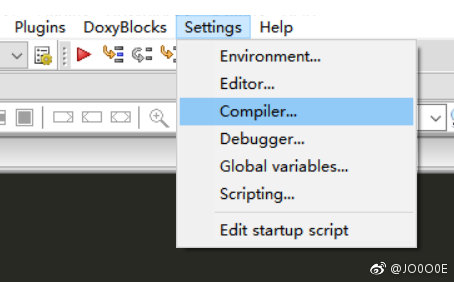 Plugins DoxyBlocks Settings Help
Environment...
Editor...
Compiler...
Debugger...
Global variables...
Scripting...
Edit startup script
@JO0O0E